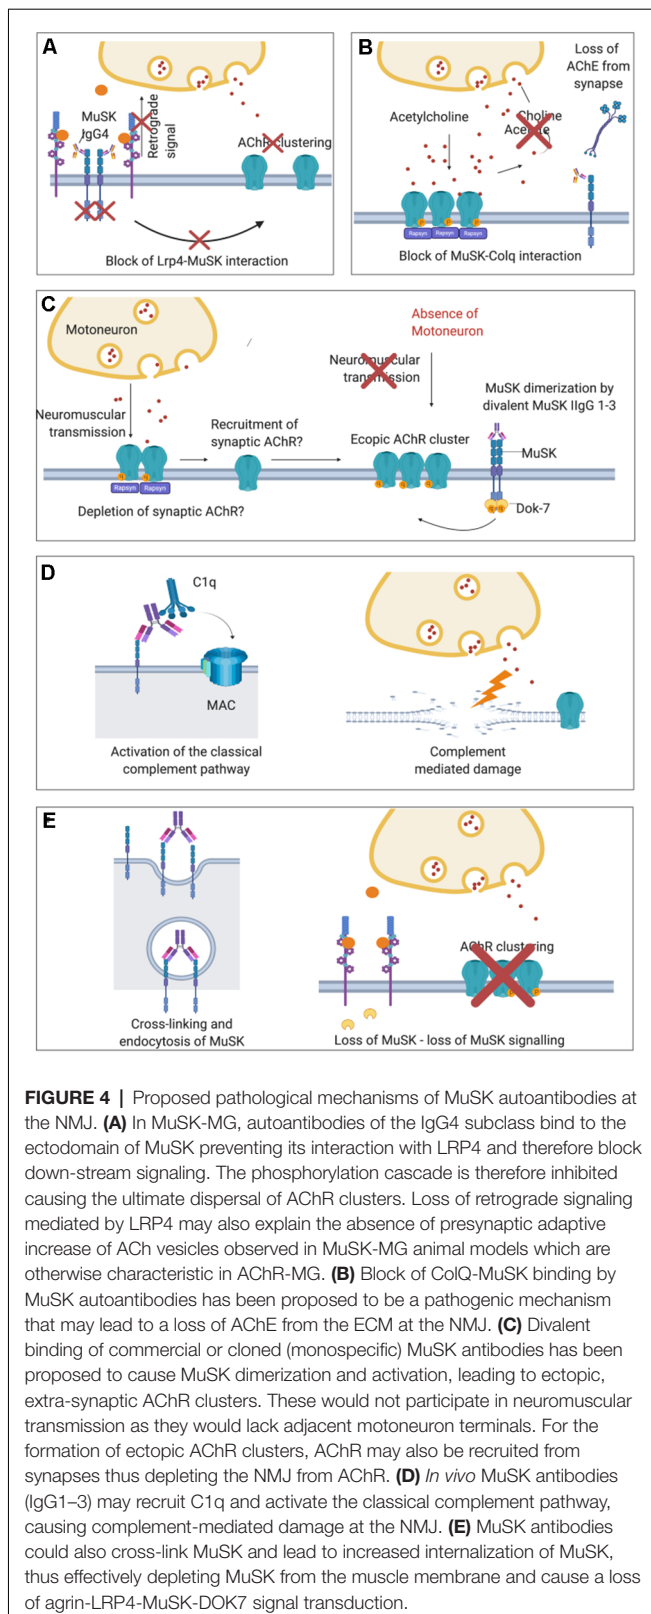 A
MuSK
IgG4
Retrograde
signal
AChR clustering
Block of Lrp4-MuSK interaction
B
Loss of
AChE from
synapse
Acetylcholine
Choline
Acetate
P
P
Rapsyn
Rapsyn
Rapsyn
Block of MuSK-Colq interaction
C
Motoneuron
Absence of
Motoneuron
Neuromuscular
transmission
Neuromuscular
transmission
Recruitment of
synaptic AChR?
Ecopic AChR cluster
MuSK dimerization by
divalent MuSK IIgG 1-3
MuSK
Rapsyn
Rapsyn
Dok-7
Depletion of synaptic AChR?
D
C1q
MAC
Activation of the classical
complement pathway
Complement
mediated damage
E
AChR clustering
Cross-linking and
endocytosis of MuSK
Loss of MuSK - loss of MuSK signalling
FIGURE 4 | Proposed pathological mechanisms of MuSK autoantibodies at
the NMJ. (A) In MuSK-MG, autoantibodies of the IgG4 subclass bind to the
ectodomain of MuSK preventing its interaction with LRP4 and therefore block
down-stream signaling. The phosphorylation cascade is therefore inhibited
causing the ultimate dispersal of AChR clusters. Loss of retrograde signaling
mediated by LRP4 may also explain the absence of presynaptic adaptive
increase of ACh vesicles observed in MuSK-MG animal models which are
otherwise characteristic in AChR-MG. (B) Block of ColQ-MuSK binding by
MuSK autoantibodies has been proposed to be a pathogenic mechanism
that may lead to a loss of AChE from the ECM at the NMJ. (C) Divalent
binding of commercial or cloned (monospecific) MuSK antibodies has been
proposed to cause MuSK dimerization and activation, leading to ectopic,
extra-synaptic AChR clusters. These would not participate in neuromuscular
transmission as they would lack adjacent motoneuron terminals. For the
formation of ectopic AChR clusters, AChR may also be recruited from
synapses thus depleting the NMJ from AChR. (D) In vivo MuSK antibodies
(IgG1–3) may recruit C1q and activate the classical complement pathway,
causing complement-mediated damage at the NMJ. (E) MuSK antibodies
could also cross-link MuSK and lead to increased internalization of MuSK,
thus effectively depleting MuSK from the muscle membrane and cause a loss
of agrin-LRP4-MuSK-DOK7 signal transduction.